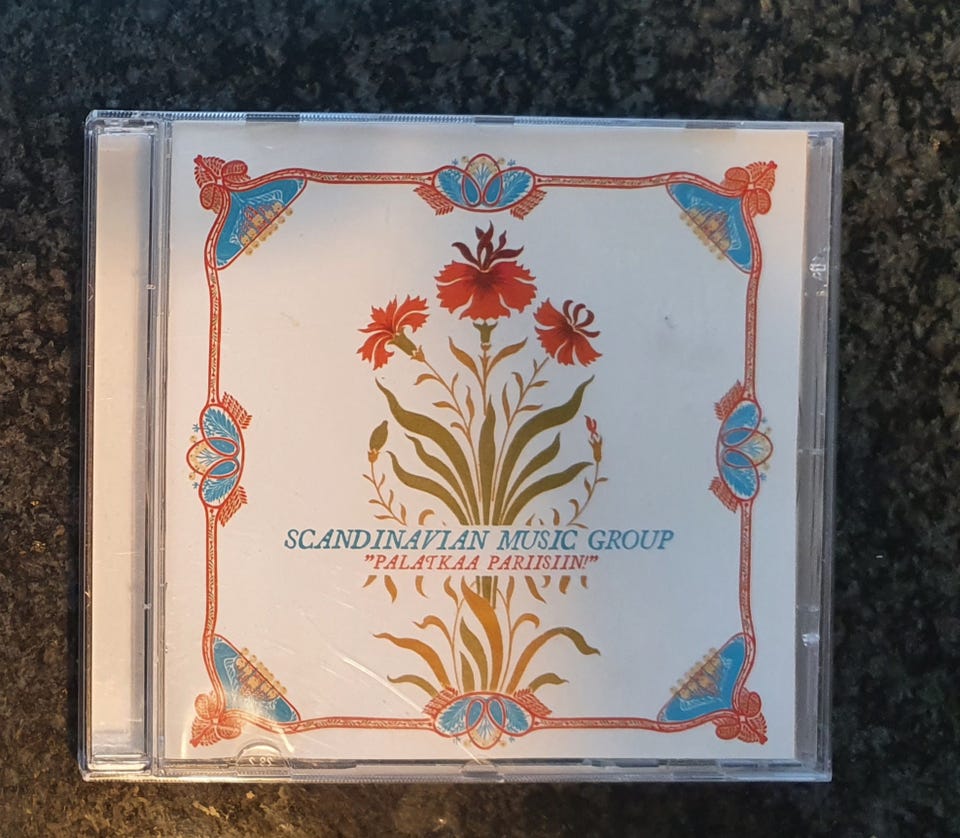 SCANDINAVIAN MUSIC GROUP
"PALATKAA PARIISIIN!"